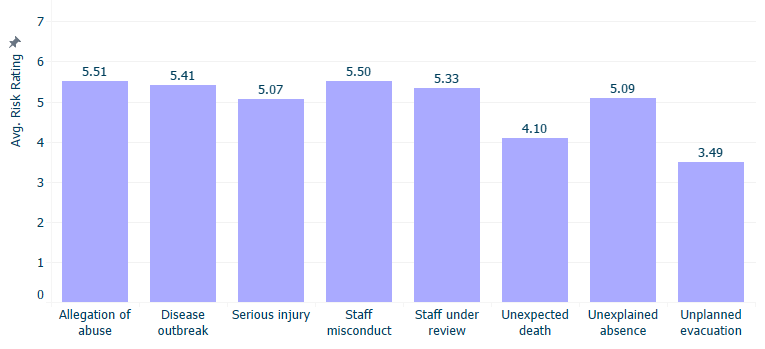 Avg. Risk Rating
7
6
5
4
3
2
1
0
5.51
5.41
5.07
5.50
5.33
4.10
5.09
3.49
Allegation of
abuse
Disease
outbreak
Serious injury
Staff
misconduct
Staff under
review
Unexpected
death
Unexplained
absence
Unplanned
evacuation